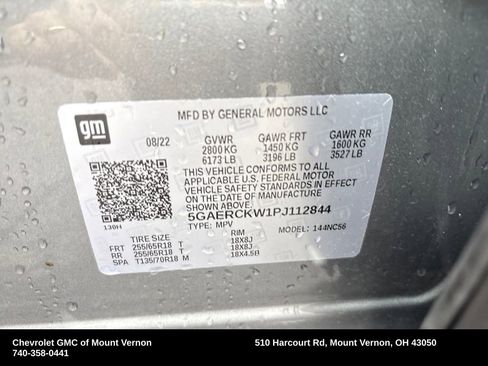 MFD BY GENERAL MOTORS LLC
gm
08/22 GVWR GAWR FRT GAWR RR
2800 KG 1450 KG 1600 KG
6173 LB 3196 LB 3527 LB
THIS VEHICLE CONFORMS TO ALL
APPLICABLE U.S. FEDERAL MOTOR
VEHICLE SAFETY STANDARDS IN EFFECT
ON THE DATE OF MANUFACTURE
SHOWN ABOVE.
5GAERCKW1PJ112844
130H
TYPE: MPV MODEL: 144NC56
TIRE SIZE RIM
FRT 255/65R18 T 18X8J
RR 255/65R18 T 18X8J
SPA T135/70R18 M 18X4.5B
Chevrolet GMC of Mount Vernon 510 Harcourt Rd, Mount Vernon, OH 43050
740-358-0441